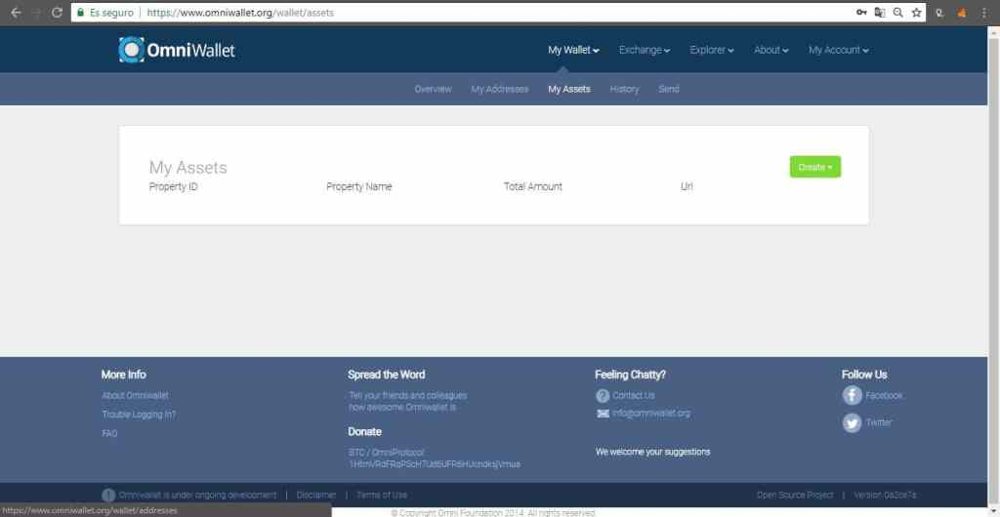 Es seguro | https://www.omniwallet.org/wallet/assets
OmniWallet
My Wallet Exchange Explorer About My Account
Overview My Addresses My Assets History Send
My Assets
Create
Property ID Property Name Total Amount Url
More Info
About Omniwallet
Trouble Logging In?
FAQ
Spread the Word
Tell your friends and colleagues
how awesome Omniwallet is
Donate
BTC / OmniProtocol:
Feeling Chatty?
Contact Us
info@omniwallet.org
We welcome your suggestions
Follow Us
Facebook
Twitter
Omniwallet is under ongoing development | Disclaimer | Terms of Use
Open Source Project | Version 0a2ce7a
https://www.omniwallet.org/wallet/addresses
© Copyright Omni Foundation 2014. All rights reserved.